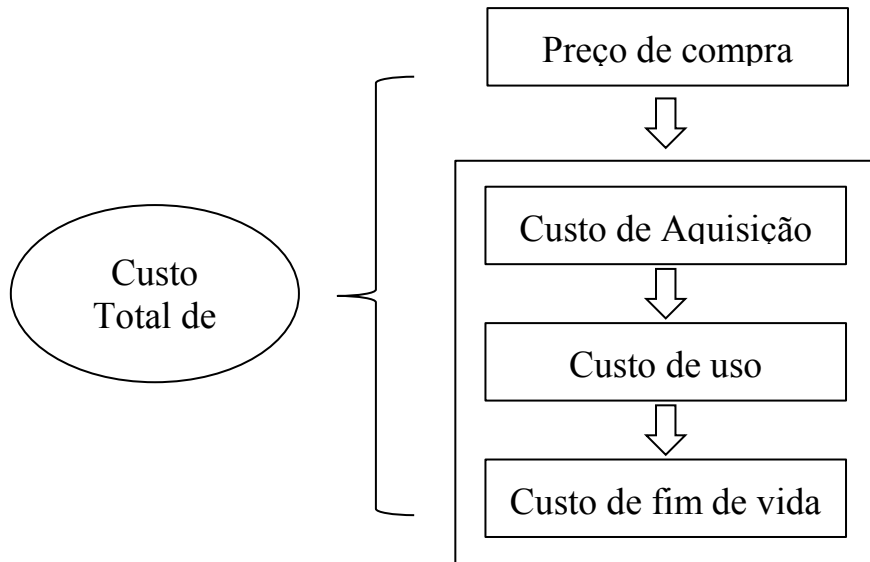 Preço de compra
Custo de Aquisição
Custo
Total de
Custo de uso
Custo de fim de vida